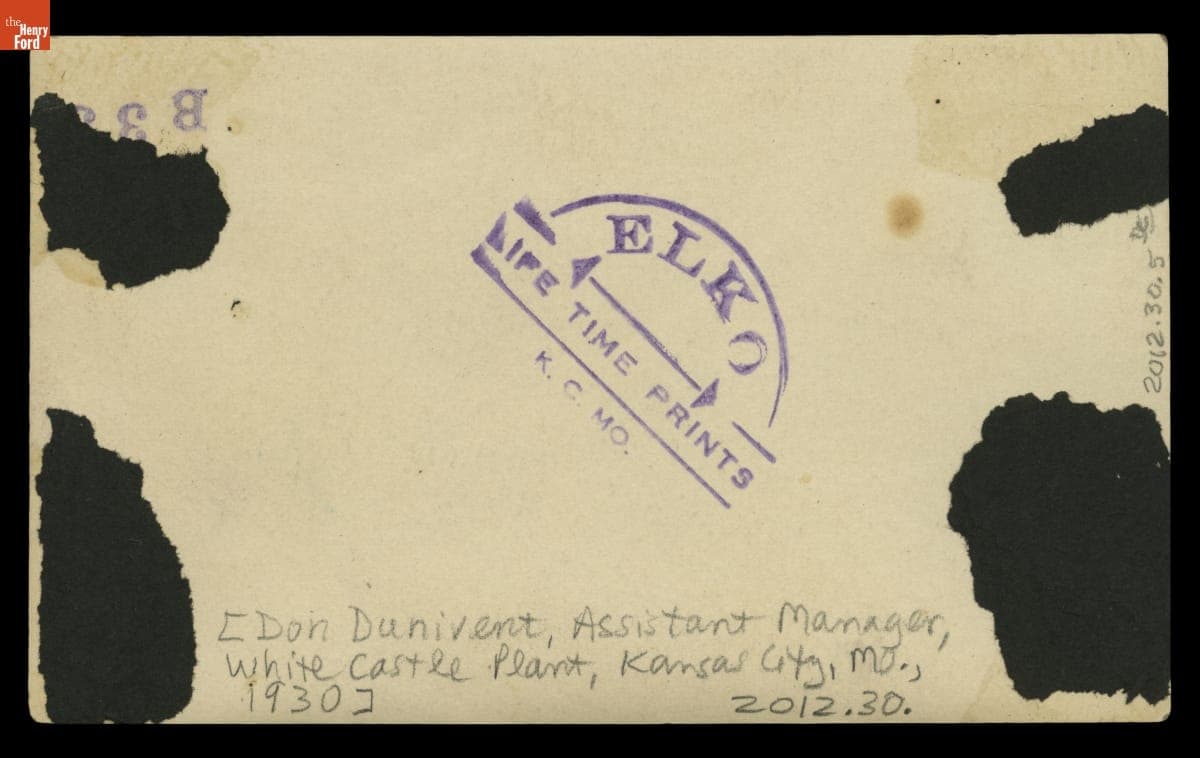 the
Henry
Ford
B 3
ELKO
LIFE TIME PRINTS
K. C. MO.
2012.30.5
[Don Dunivent, Assistant Manager,
White Castle Plant, Kansas City, MO.,
1930]
2012.30.